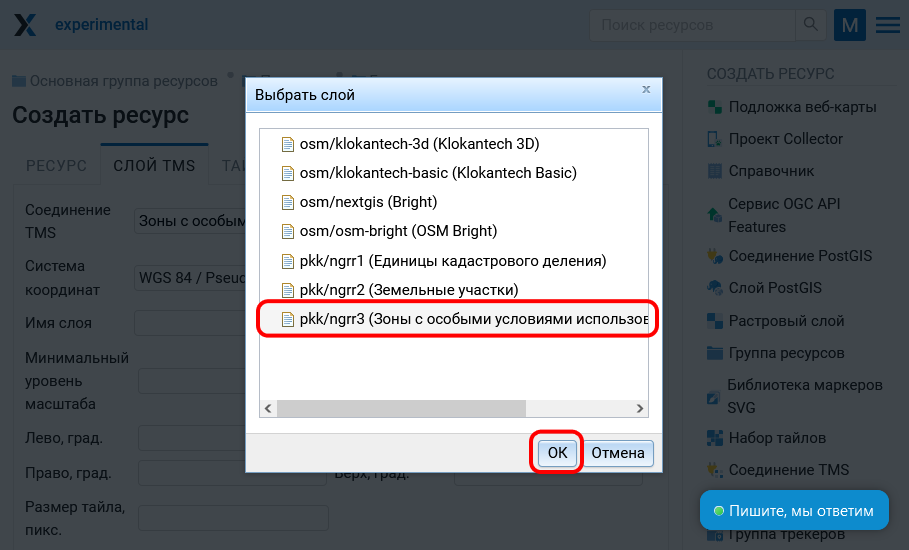 experimental
Поиск ресурсов
M
Основная группа ресурсов
Создать ресурс
РЕСУРС
СЛОЙ TMS
Соединение
TMS
Зоны с особым
Система
координат
WGS 84 / Pseud
Имя слоя
Минимальный
уровень
масштаба
Лево, град.
Право, град.
Верх, град.
Размер тайла,
пикс.
Выбрать слой
x
osm/klokantech-3d (Klokantech 3D)
osm/klokantech-basic (Klokantech Basic)
osm/nextgis (Bright)
osm/osm-bright (OSM Bright)
pkk/ngrr1 (Единицы кадастрового деления)
pkk/ngrr2 (Земельные участки)
pkk/ngrr3 (Зоны с особыми условиями использов
OK
Отмена
СОЗДАТЬ РЕСУРС
Подложка веб-карты
Проект Collector
Справочник
Сервис OGC API
Features
Соединение PostGIS
Слой PostGIS
Растровый слой
Группа ресурсов
Библиотека маркеров
SVG
Набор тайлов
Соединение TMS
Пишите, мы ответим
Группа трекеров